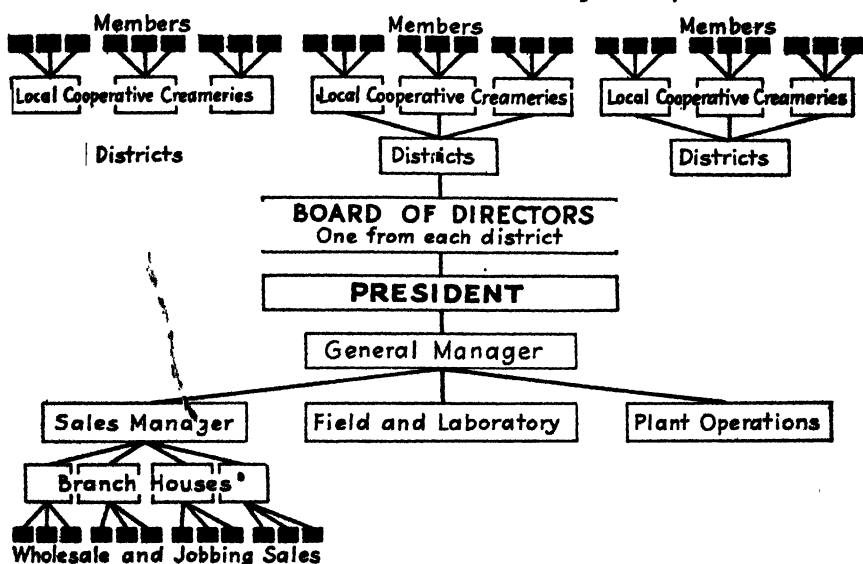 Members Members Members
Local Cooperative Creameries Local Cooperative Creameries Local Cooperative Creameries
Districts Districts Districts
BOARD OF DIRECTORS
One from each district
PRESIDENT
General Manager
Sales Manager Field and Laboratory Plant Operations
Branch Houses
Wholesale and Jobbing Sales